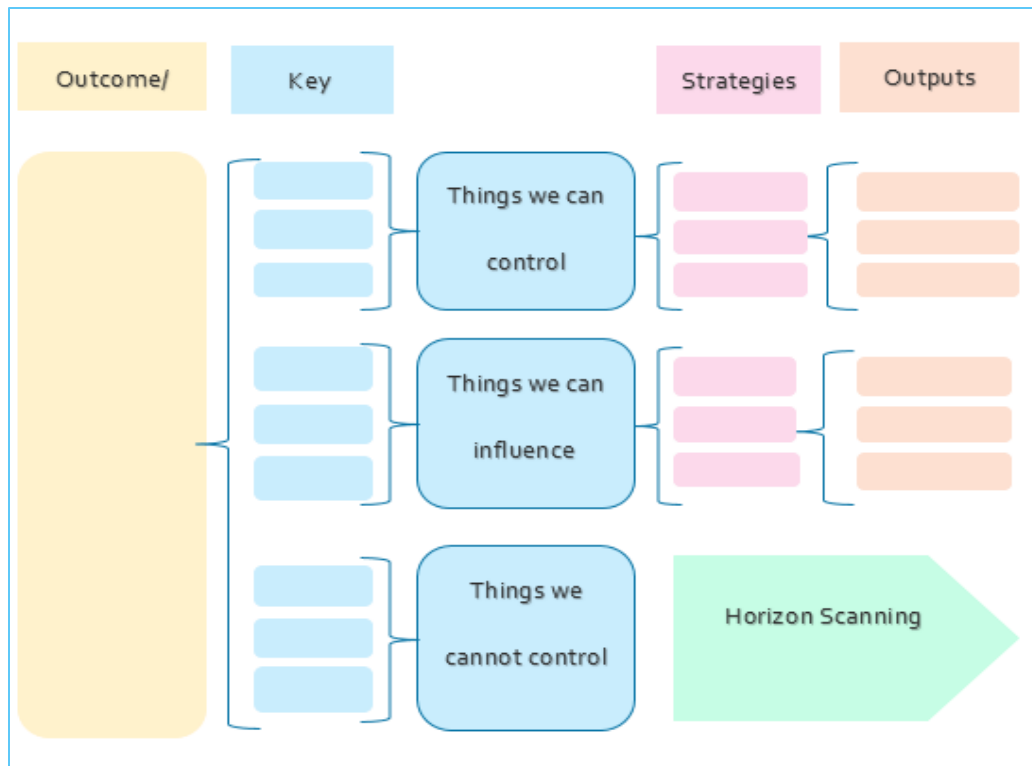 Outcome/
Key
Strategies
Outputs
Things we can
control
Things we can
influence
Things we
cannot control
Horizon Scanning